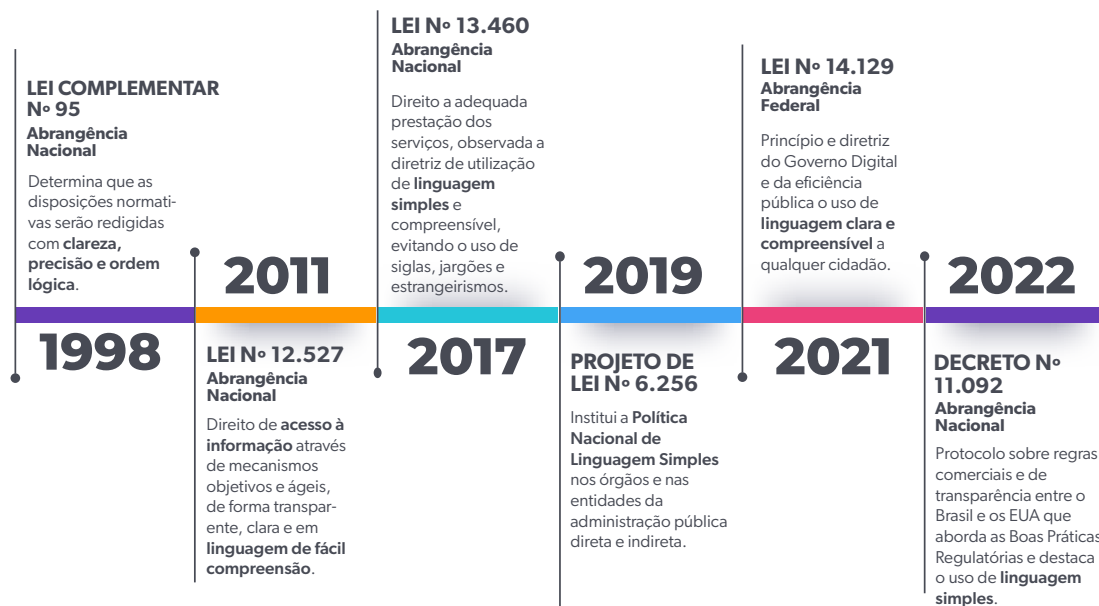 LEI COMPLEMENTAR
Nº 95
Abrangência
Nacional
Determina que as
disposições normati-
vas serão redigidas
com clareza,
precisão e ordem
lógica.
1998
2011
LEI Nº 12.527
Abrangência
Nacional
Direito de acesso à
informação através
de mecanismos
objetivos e ágeis,
de forma transpar-
ente, clara e em
linguagem de fácil
compreensão.
LEI Nº 13.460
Abrangência
Nacional
Direito a adequada
prestação dos
serviços, observada a
diretriz de utilização
de linguagem
simples e
compreensível,
evitando o uso de
siglas, jargões e
estrangeirismos.
2017
2019
PROJETO DE
LEI Nº 6.256
Institui a Política
Nacional de
Linguagem Simples
nos órgãos e nas
entidades da
administração pública
direta e indireta.
LEI Nº 14.129
Abrangência
Federal
Princípio e diretriz
do Governo Digital
e da eficiência
pública o uso de
linguagem clara e
compreensível a
qualquer cidadão.
2021
2022
DECRETO Nº
11.092
Abrangência
Nacional
Protocolo sobre regras
comerciais e de
transparência entre o
Brasil e os EUA que
aborda as Boas Práticas
Regulatórias e destaca
o uso de linguagem
simples.